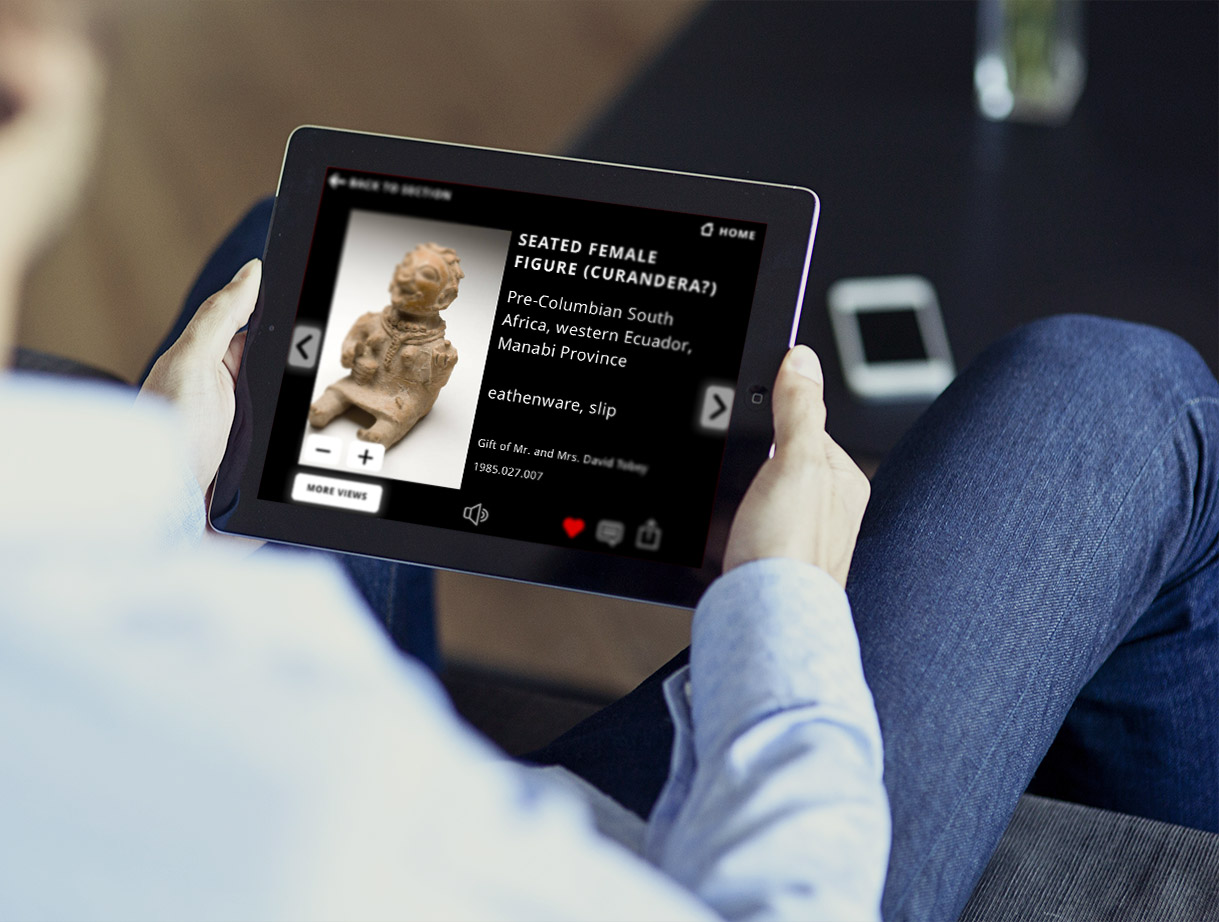 BACK TO SECTION
HOME
SEATED FEMALE
FIGURE (CURANDERA?)
Pre-Columbian South
Africa, western Ecuador,
Manabi Province
eathenware, slip
Gift of Mr. and Mrs. David Tobey
1985.027.007
MORE VIEWS